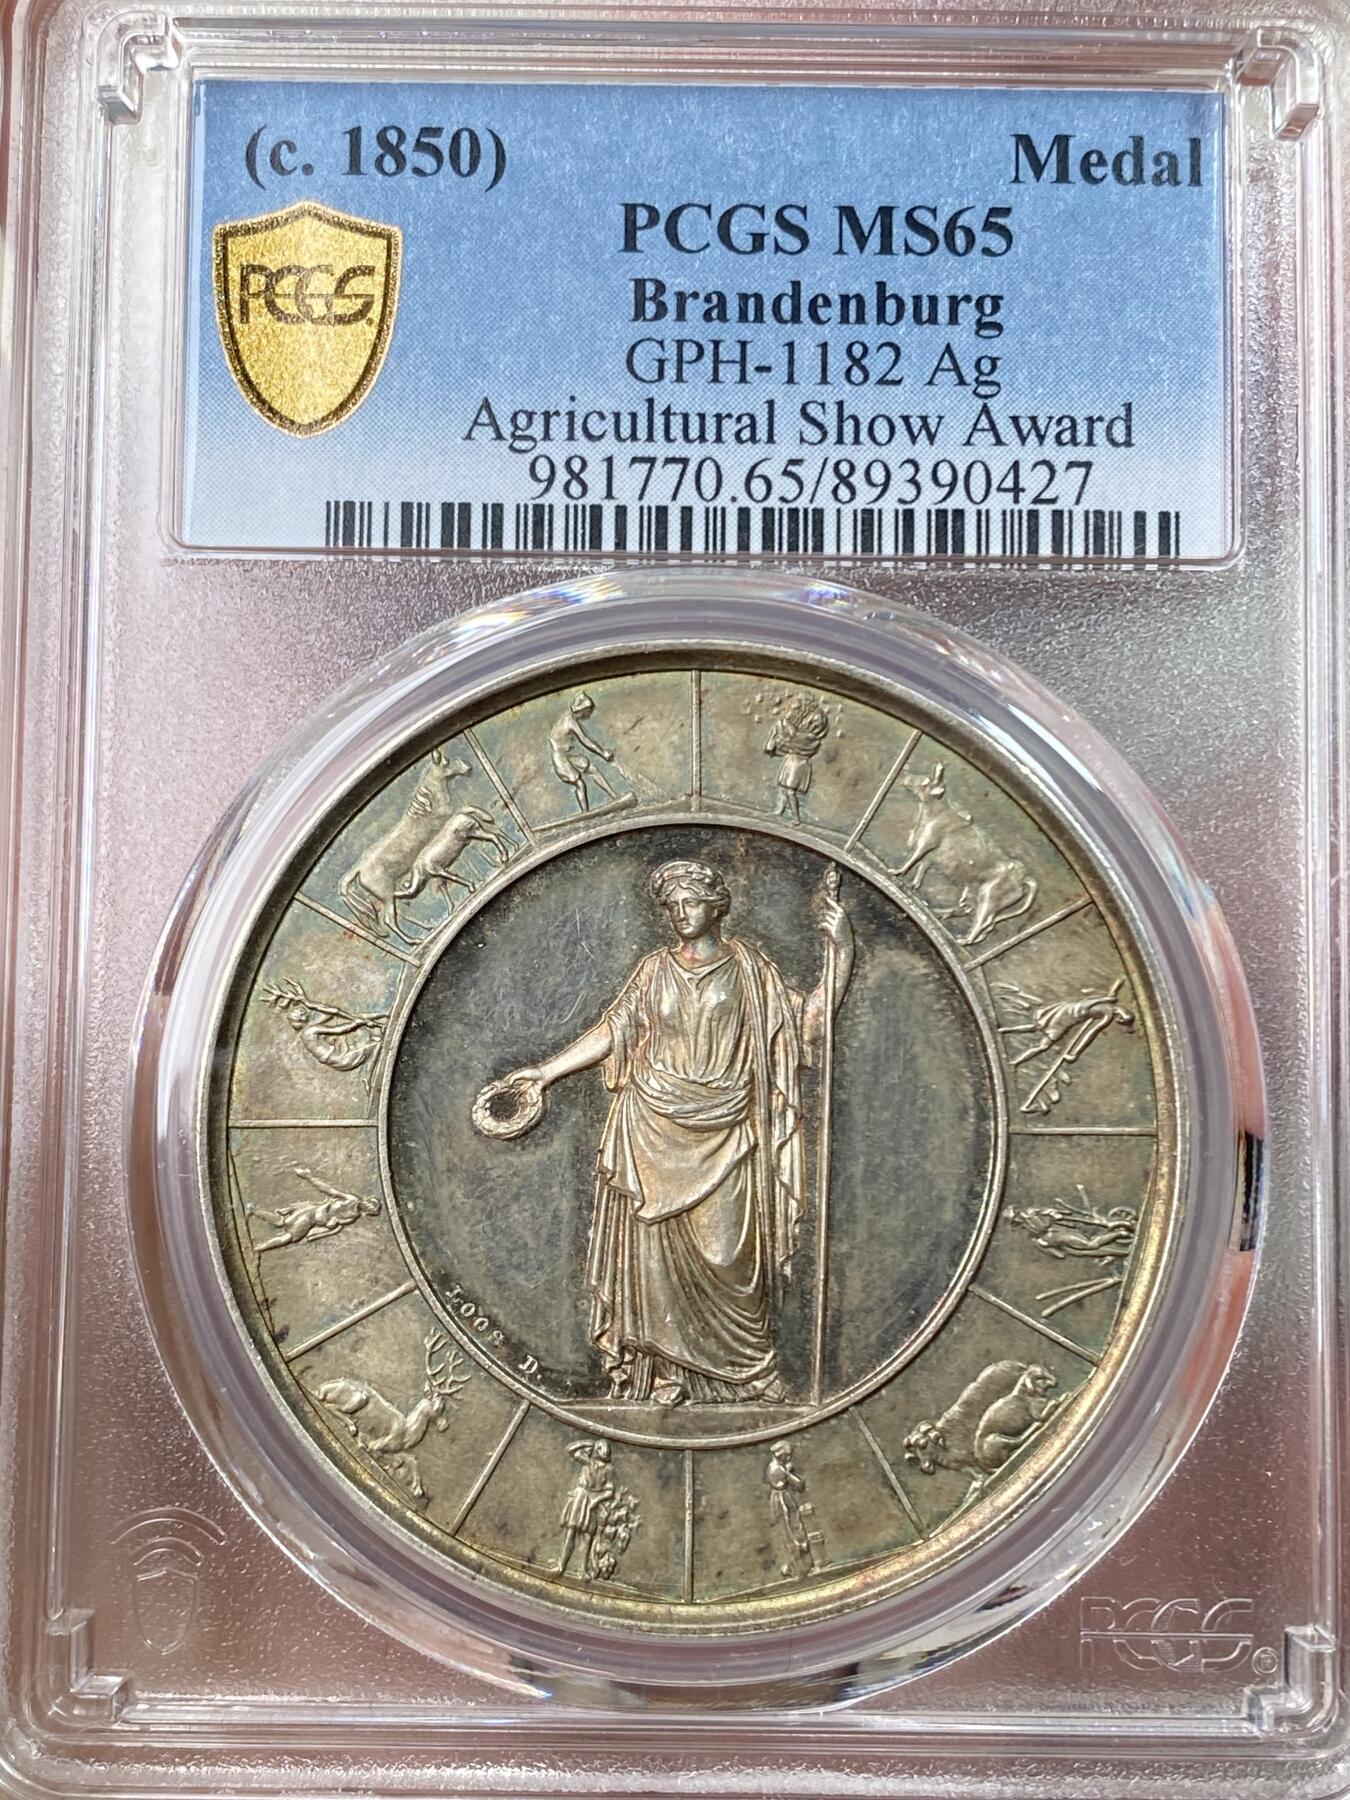 (c. 1850) Medal
PCGS MS65
Brandenburg
PCGS
GPH-1182 Ag
Agricultural Show Award
981770.65/89390427
LOOS D.
PCGS